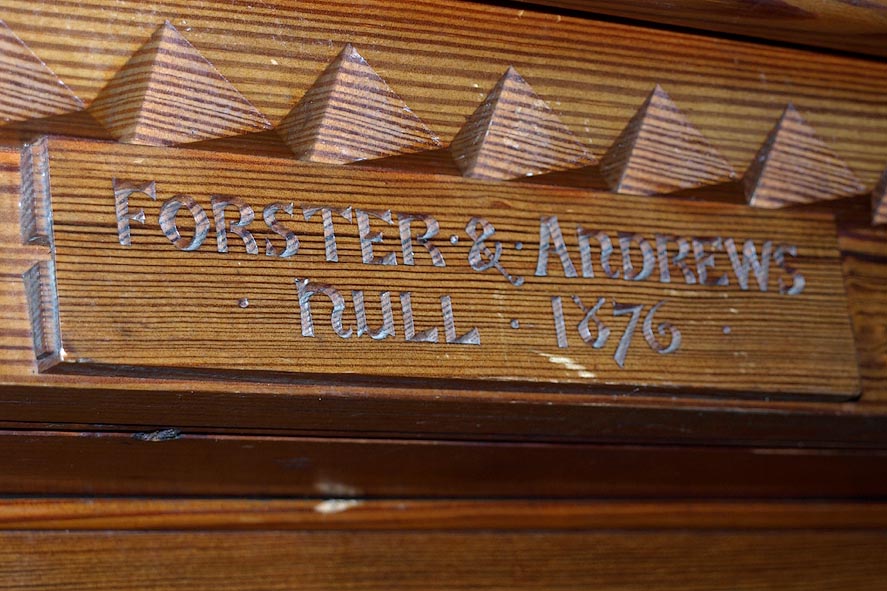 FORSTER · & · ANDREWS
· HULL · 1876 ·